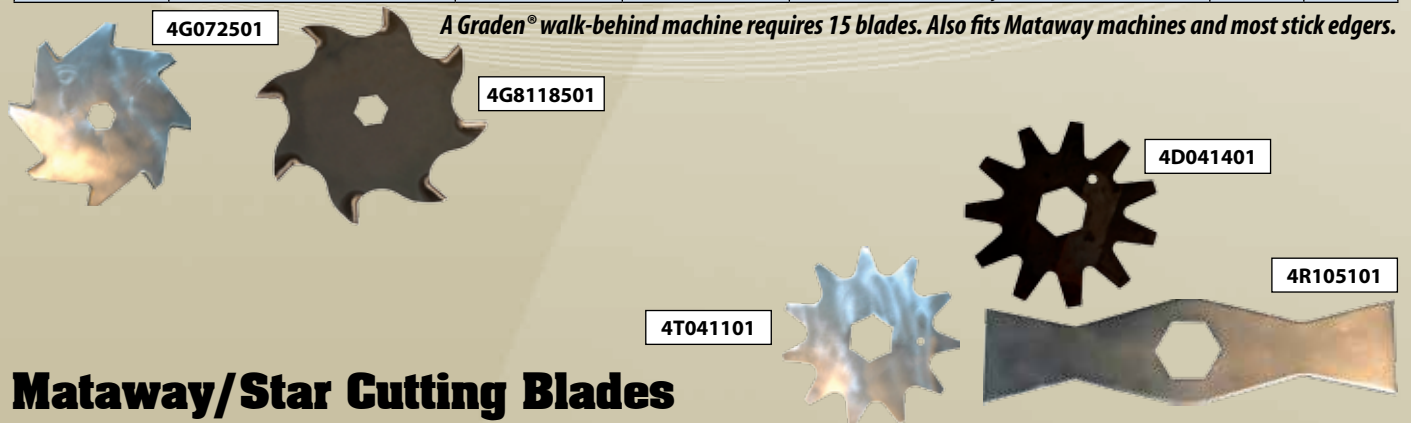 4G072501
A Graden® walk-behind machine requires 15 blades. Also fits Mataway machines and most stick edgers.
4G8118501
4D041401
4R105101
4T041101
Mataway/Star Cutting Blades